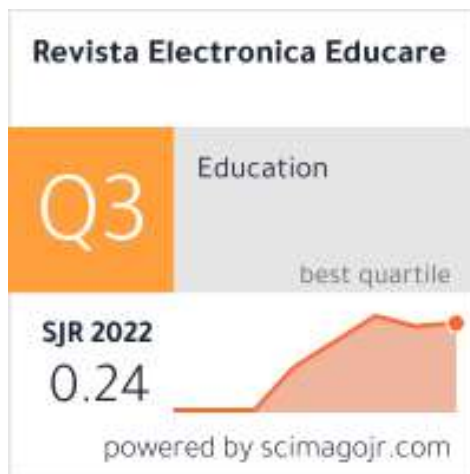 Revista Electronica Educare
Q3
Education
best quartile
SJR 2022
0.24
powered by scimagojr.com